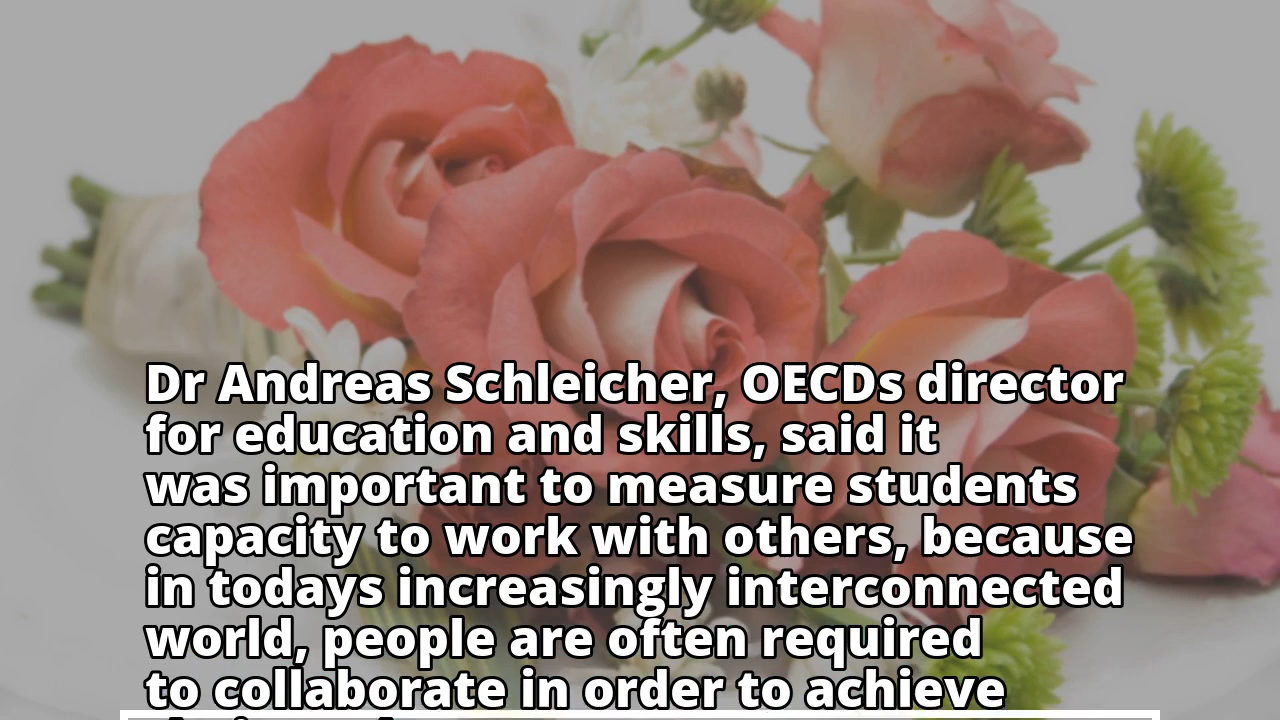 Dr Andreas Schleicher, OECDs director
for education and skills, said it
was important to measure students
capacity to work with others, because
in todays increasingly interconnected
world, people are often required
to collaborate in order to achieve